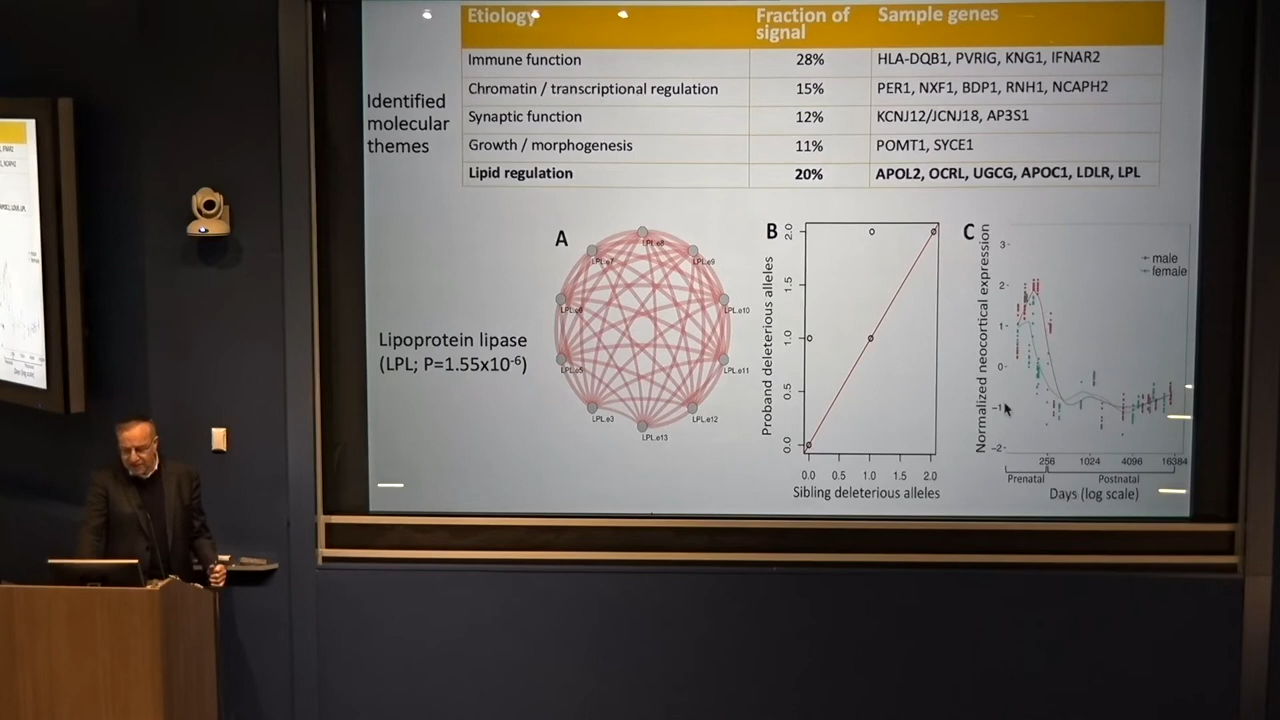 Etiology Fraction of signal Sample genes
Immune function 28% HLA-DQB1, PVRIG, KNG1, IFNAR2
Chromatin / transcriptional regulation 15% PER1, NXF1, BDP1, RNH1, NCAPH2
Synaptic function 12% KCNJ12/JCNJ18, AP3S1
Growth / morphogenesis 11% POMT1, SYCE1
Lipid regulation 20% APOL2, OCRL, UGCG, APOC1, LDLR, LPL
Identified
molecular
themes
Lipoprotein lipase
(LPL; P=1.55x10⁻⁶)
A
LPL.e8
LPL.e7
LPL.e9
LPL.e6
LPL.e10
LPL.e5
LPL.e11
LPL.e3
LPL.e12
LPL.e13
B
Proband deleterious alleles
2.0
1.5
1.0
0.5
0.0
0.0 0.5 1.0 1.5 2.0
Sibling deleterious alleles
C
Normalized neocortical expression
male
female
3
2
1
0
-1
-2
256 1024 4096 16384
Prenatal Postnatal
Days (log scale)